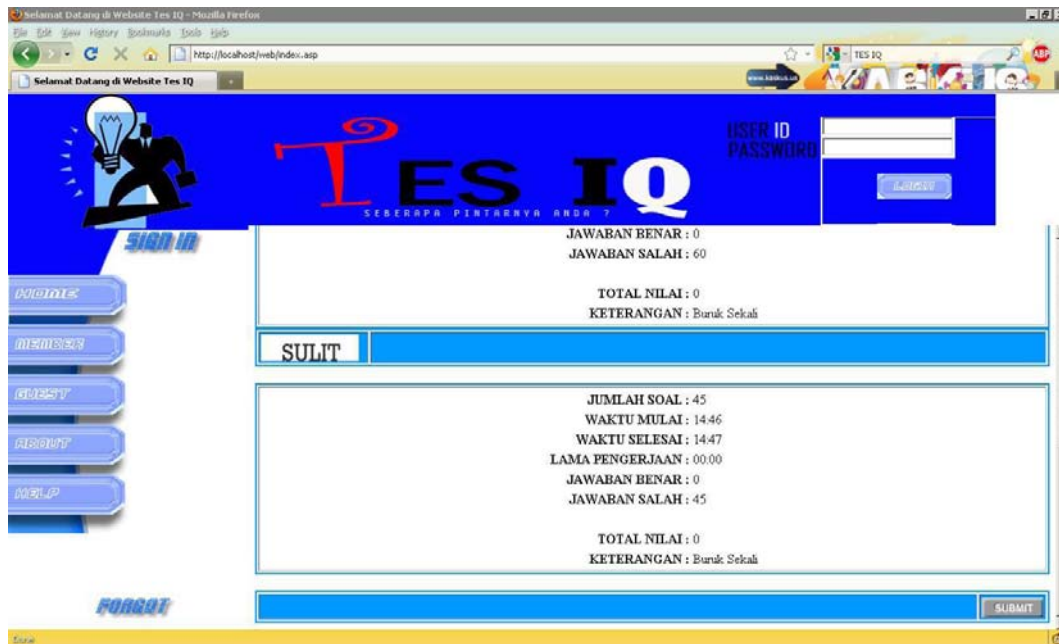 Selamat Datang di Website Tes IQ - Mozilla Firefox
File Edit View History Bookmarks Tools Help
http://localhost/web/index.asp
TES IQ
ABP
Selamat Datang di Website Tes IQ
www.kaskus.us
TES IQ
SEBERAPA PINTARNYA ANDA ?
USER ID
PASSWORD
LOGIN
SIGN IN
HOME
MEMBER
GUEST
ABOUT
HELP
FORGOT
JAWABAN BENAR : 0
JAWABAN SALAH : 60
TOTAL NILAI : 0
KETERANGAN : Buruk Sekali
SULIT
JUMLAH SOAL : 45
WAKTU MULAI : 14:46
WAKTU SELESAI : 14:47
LAMA PENGERJAAN : 00:00
JAWABAN BENAR : 0
JAWABAN SALAH : 45
TOTAL NILAI : 0
KETERANGAN : Buruk Sekali
SUBMIT
Done